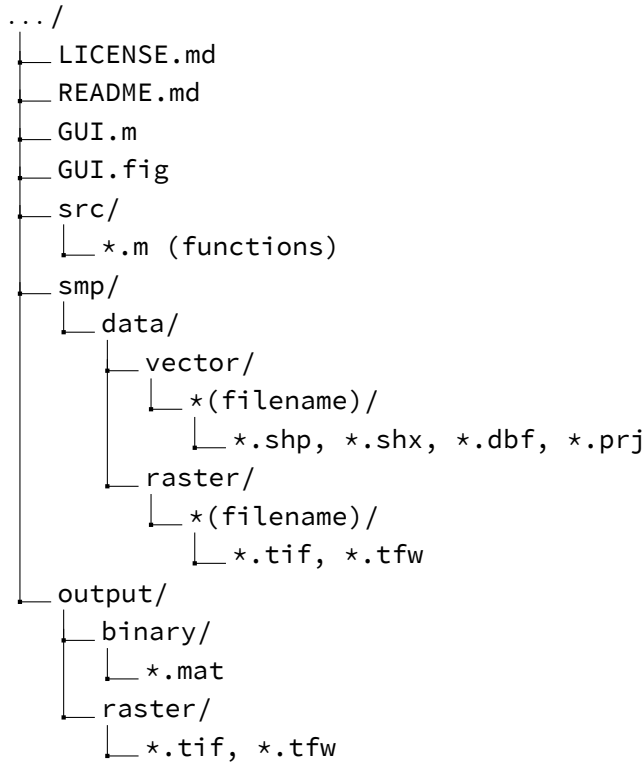 .../
LICENSE.md
README.md
GUI.m
GUI.fig
src/
*.m (functions)
smp/
data/
vector/
*(filename)/
*.shp, *.shx, *.dbf, *.prj
raster/
*(filename)/
*.tif, *.tfw
output/
binary/
*.mat
raster/
*.tif, *.tfw